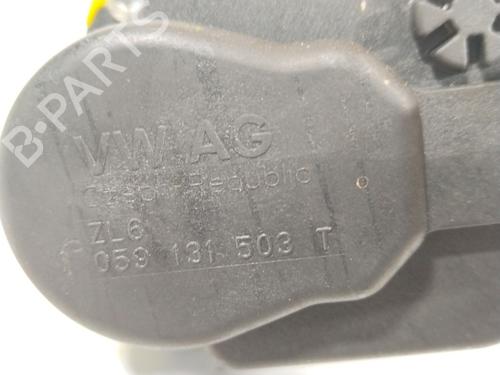 B-PARTS
VW AG
Czech Republic
ZL6
059 131 503 T